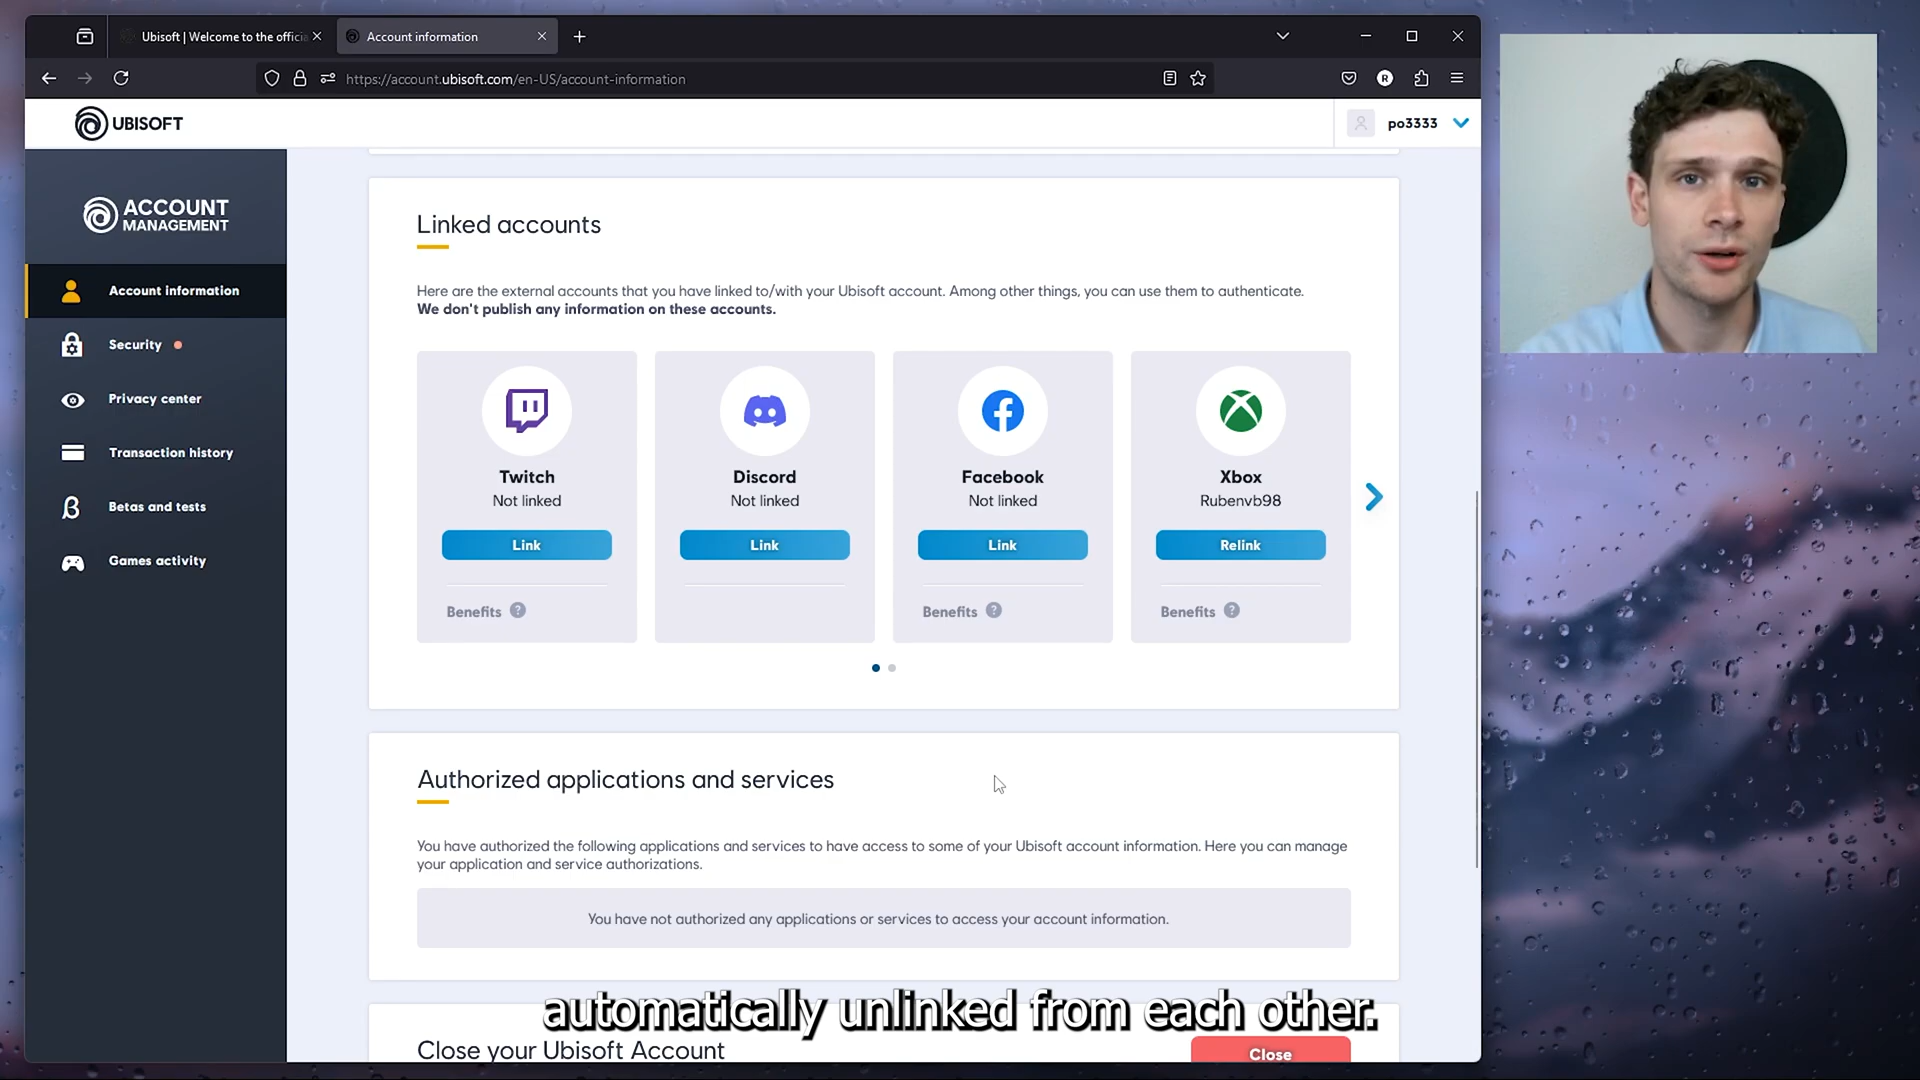 Ubisoft | Welcome to the officia
Account information
https://account.ubisoft.com/en-US/account-information
R
UBISOFT
po3333
ACCOUNT
MANAGEMENT
Account information
Security
Privacy center
Transaction history
Betas and tests
Games activity
Linked accounts
Here are the external accounts that you have linked to/with your Ubisoft account. Among other things, you can use them to authenticate.
We don't publish any information on these accounts.
Twitch
Not linked
Link
Benefits ?
Discord
Not linked
Link
Facebook
Not linked
Link
Benefits ?
Xbox
Rubenvb98
Relink
Benefits ?
Authorized applications and services
You have authorized the following applications and services to have access to some of your Ubisoft account information. Here you can manage
your application and service authorizations.
You have not authorized any applications or services to access your account information.
automatically unlinked from each other.
Close your Ubisoft Account
Close